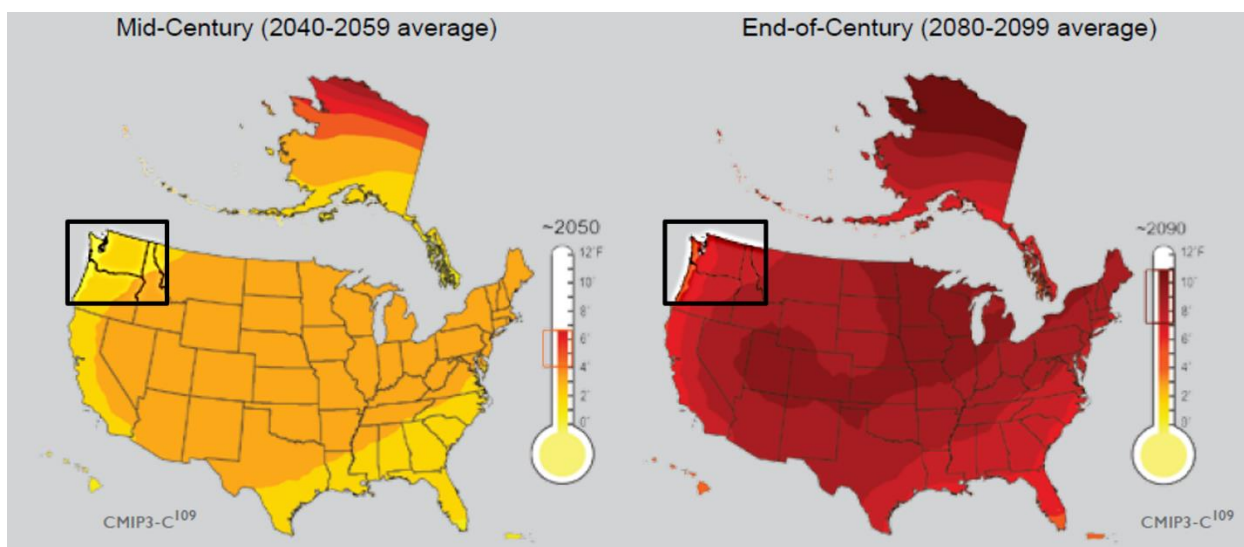 Mid-Century (2040-2059 average)
End-of-Century (2080-2099 average)
~2050
12°F
10°
8°
6°
4°
2°
0°
CMIP3-C109
~2090
12°F
10°
8°
6°
4°
2°
0°
CMIP3-C109